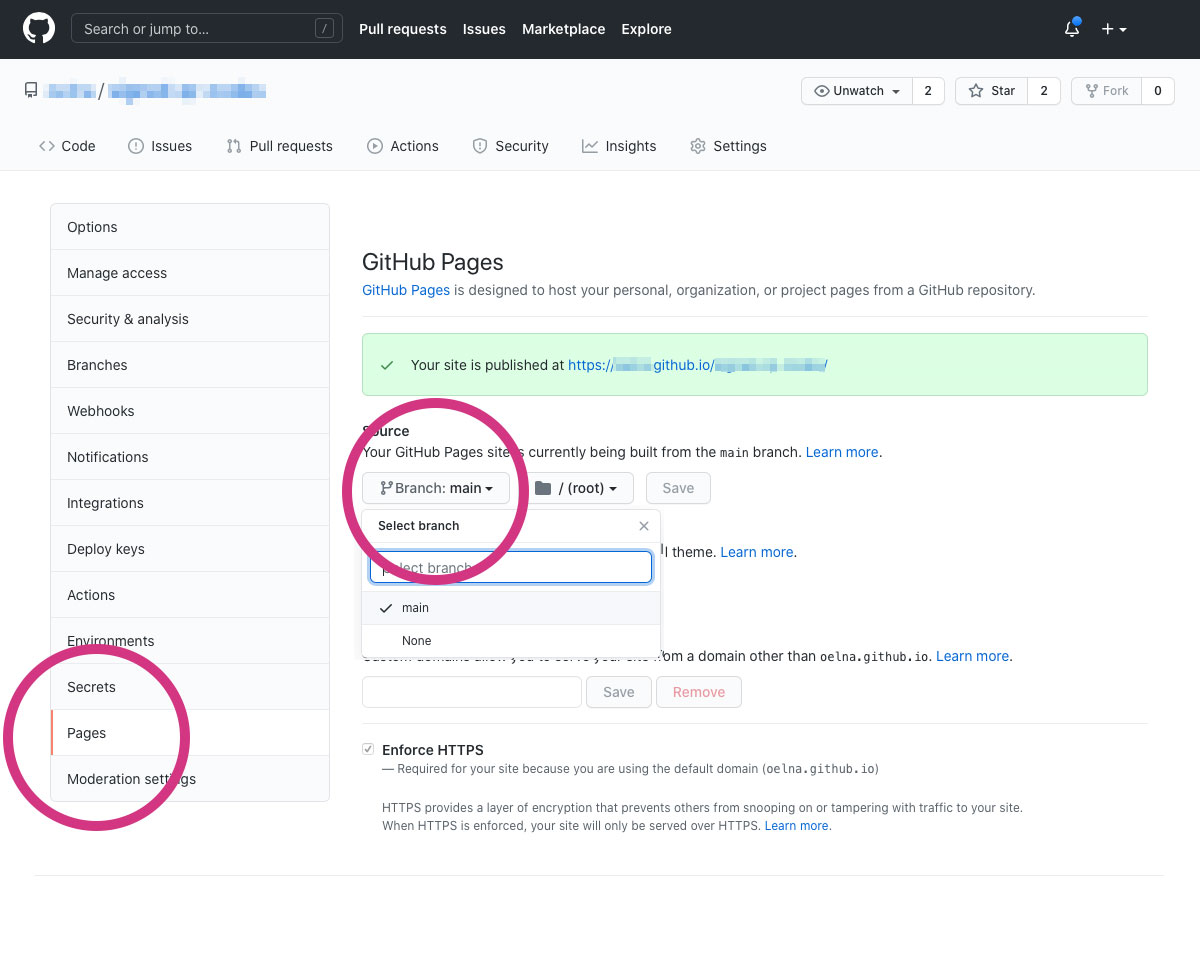 Search or jump to… /
Pull requests Issues Marketplace Explore
/
Unwatch 2 Star 2 Fork 0
Code Issues Pull requests Actions Security Insights Settings
Options
Manage access
Security & analysis
Branches
Webhooks
Notifications
Integrations
Deploy keys
Actions
Environments
Secrets
Pages
Moderation settings
GitHub Pages
GitHub Pages is designed to host your personal, organization, or project pages from a GitHub repository.
Your site is published at https:// github.io/ /
Source
Your GitHub Pages site is currently being built from the main branch. Learn more.
Branch: main / (root) Save
Select branch
theme. Learn more.
Select branch
main
None
Custom domains allow you to serve your site from a domain other than oelna.github.io. Learn more.
Save Remove
Enforce HTTPS
— Required for your site because you are using the default domain (oelna.github.io)
HTTPS provides a layer of encryption that prevents others from snooping on or tampering with traffic to your site.
When HTTPS is enforced, your site will only be served over HTTPS. Learn more.